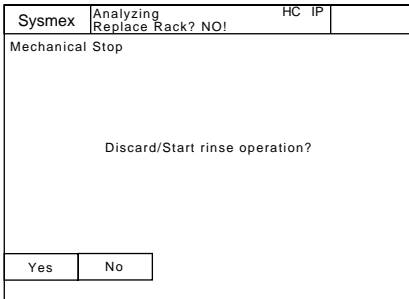 Sysmex
Analyzing
HC IP
Replace Rack? NO!
Mechanical Stop
Discard/Start rinse operation?
Yes
No